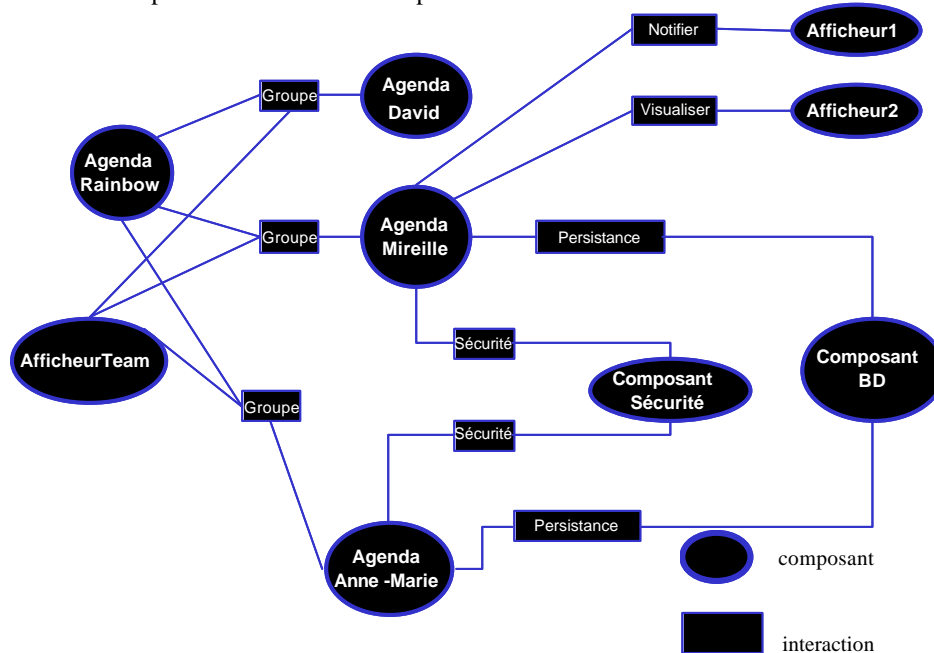 Notifier
Afficheur1
Agenda
David
Groupe
Visualiser
Afficheur2
Agenda
Rainbow
Groupe
Agenda
Mireille
Persistance
AfficheurTeam
Sécurité
Composant
Sécurité
Composant
BD
Groupe
Sécurité
Agenda
Anne -Marie
Persistance
composant
interaction